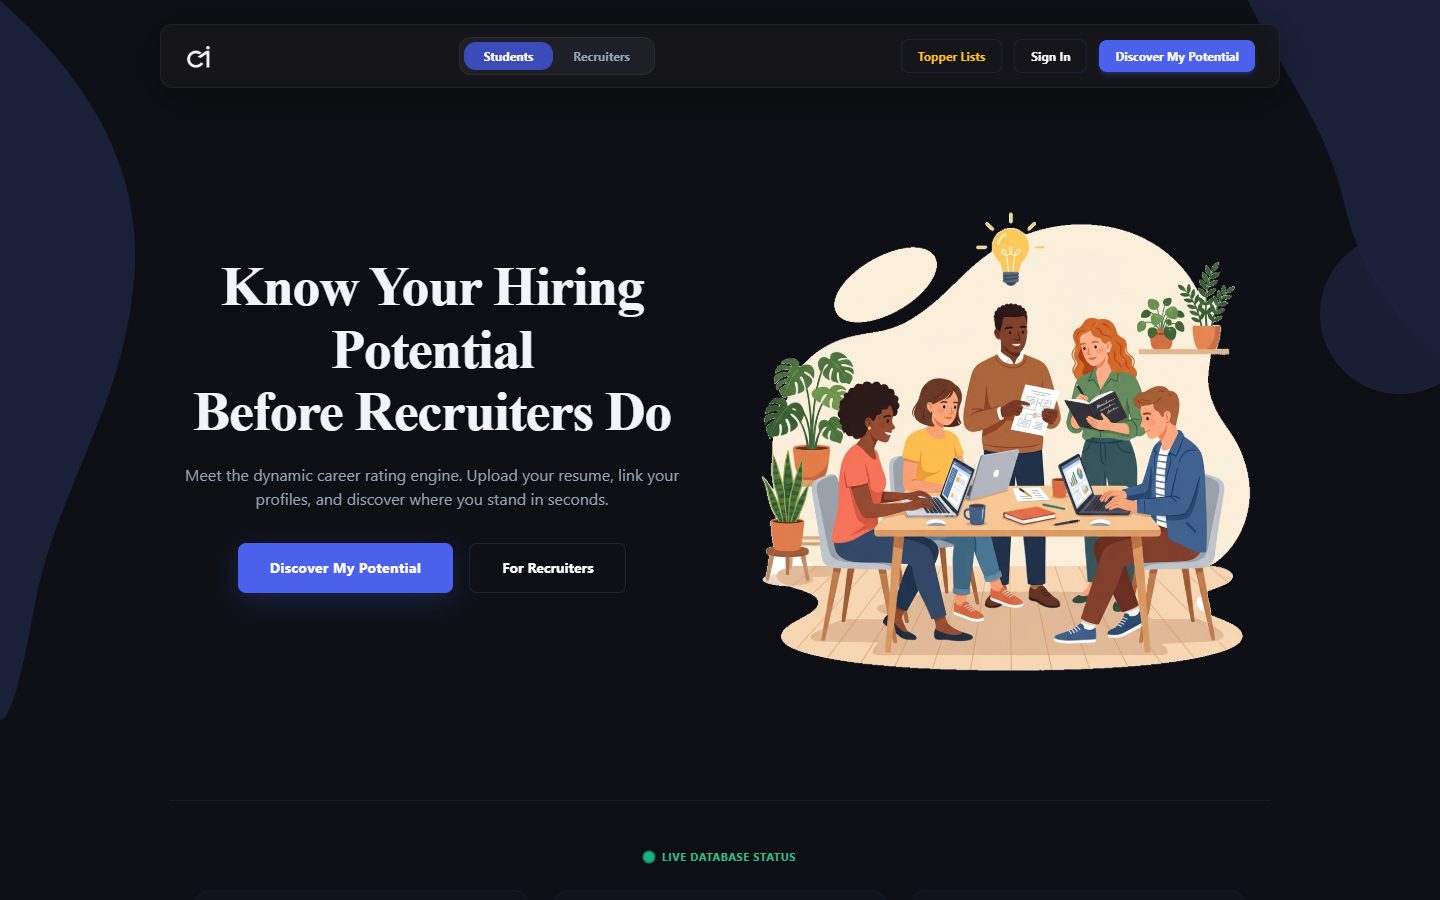 Students
Recruiters
Topper Lists
Sign In
Discover My Potential
Know Your Hiring
Potential
Before Recruiters Do
Meet the dynamic career rating engine. Upload your resume, link your
profiles, and discover where you stand in seconds.
Discover My Potential
For Recruiters
LIVE DATABASE STATUS